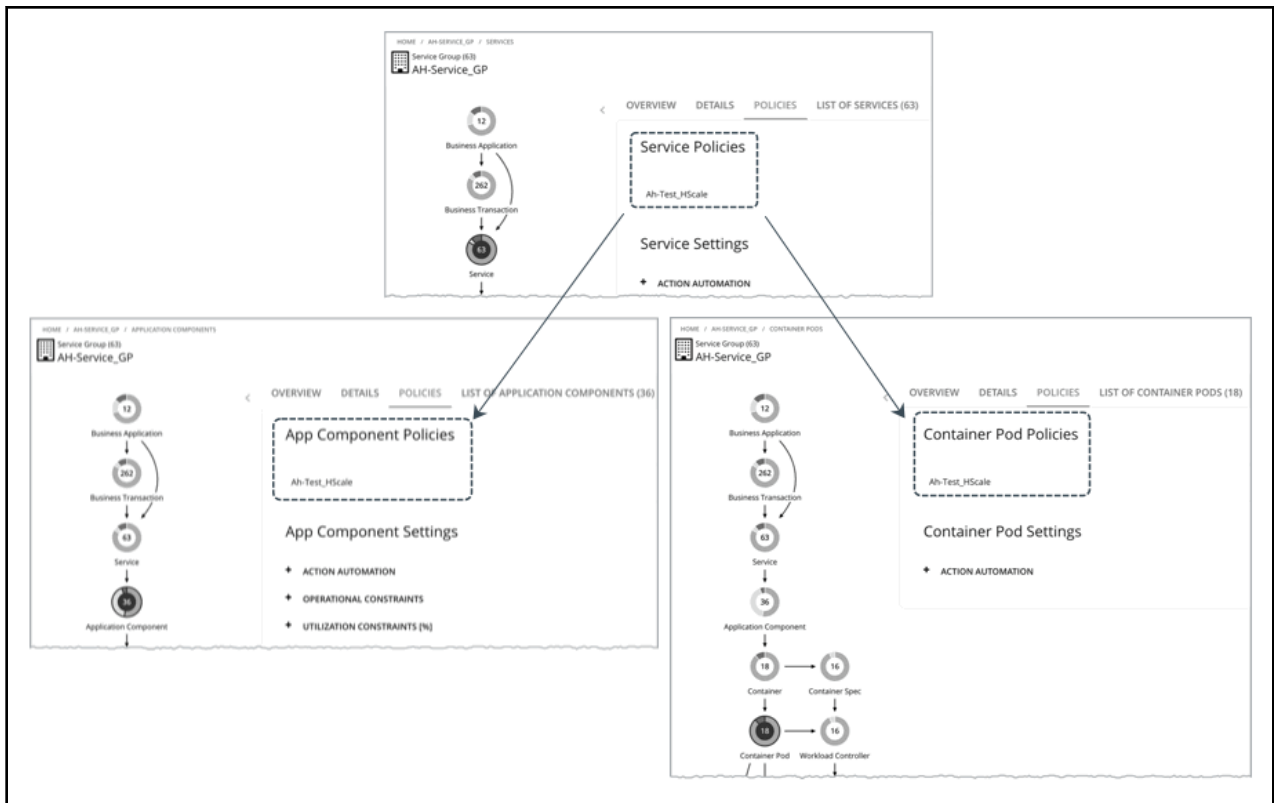 HOME / AH-SERVICE_GP / SERVICES
Service Group (63)
AH-Service_GP
OVERVIEW DETAILS POLICIES LIST OF SERVICES (63)
12
Business Application
262
Business Transaction
63
Service
Service Policies
Ah-Test_HScale
Service Settings
+ ACTION AUTOMATION
HOME / AH-SERVICE_GP / APPLICATION COMPONENTS
Service Group (63)
AH-Service_GP
OVERVIEW DETAILS POLICIES LIST OF APPLICATION COMPONENTS (36)
12
Business Application
262
Business Transaction
63
Service
36
Application Component
App Component Policies
Ah-Test_HScale
App Component Settings
+ ACTION AUTOMATION
+ OPERATIONAL CONSTRAINTS
+ UTILIZATION CONSTRAINTS [%]
HOME / AH-SERVICE_GP / CONTAINER PODS
Service Group (63)
AH-Service_GP
OVERVIEW DETAILS POLICIES LIST OF CONTAINER PODS (18)
12
Business Application
262
Business Transaction
63
Service
36
Application Component
18 16
Container Container Spec
18 16
Container Pod Workload Controller
Container Pod Policies
Ah-Test_HScale
Container Pod Settings
+ ACTION AUTOMATION